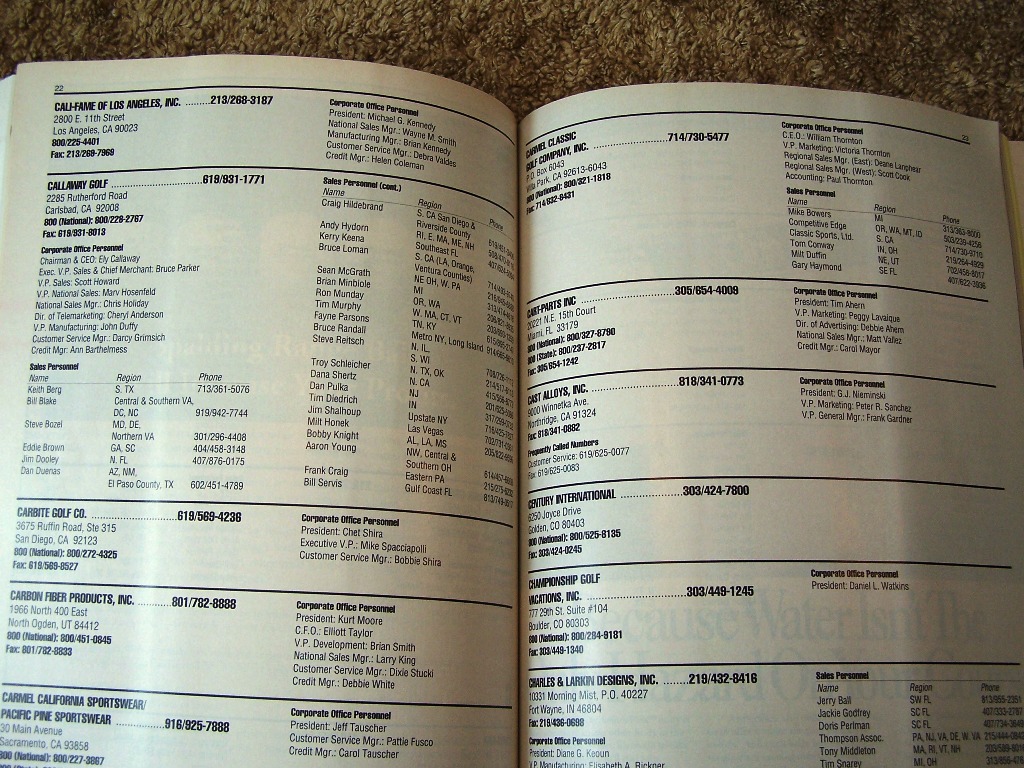 22
CALI-FAME OF LOS ANGELES, INC. ..........213/268-3187
2800 E. 11th Street
Los Angeles, CA 90023
800/225-4401
Fax: 213/269-7969
Corporate Office Personnel
President: Michael G. Kennedy
National Sales Mgr.: Wayne M. Smith
Manufacturing Mgr.: Brian Kennedy
Customer Service Mgr.: Debra Valdes
Credit Mgr.: Helen Coleman
CALLAWAY GOLF ..........619/931-1771
2285 Rutherford Road
Carlsbad, CA 92008
800 (National): 800/228-2767
Fax: 619/931-8013
Corporate Office Personnel
Chairman & CEO: Ely Callaway
Exec. V.P. Sales & Chief Merchant: Bruce Parker
V.P. Sales: Scott Howard
V.P. National Sales: Marv Hosenfeld
National Sales Mgr.: Chris Holiday
Dir. of Telemarketing: Cheryl Anderson
V.P. Manufacturing: John Duffy
Customer Service Mgr.: Darcy Grimsich
Credit Mgr: Ann Barthelmess
Sales Personnel
Name Region Phone
Keith Berg S. TX 713/361-5076
Bill Blake Central & Southern VA,
DC, NC 919/942-7744
Steve Bozel MD, DE,
Northern VA 301/296-4408
Eddie Brown GA, SC 404/458-3148
Jim Dooley N. FL 407/876-0175
Dan Duenas AZ, NM,
El Paso County, TX 602/451-4789
Sales Personnel (cont.)
Name Region Phone
Craig Hildebrand S. CA San Diego &
Riverside County
Andy Hydorn RI, E. MA, ME, NH
Kerry Keena Southeast FL
Bruce Loman S. CA (LA, Orange,
Ventura Counties)
Sean McGrath NE OH, W. PA
Brian Minbiole MI
Ron Munday OR, WA
Tim Murphy W. MA, CT, VT
Fayne Parsons TN, KY
Bruce Randall Metro NY, Long Island
Steve Reitsch N. IL,
S. WI
Troy Schleicher N. TX, OK
Dana Shertz N. CA
Dan Pulka NJ
Tim Diedrich IN
Jim Shalhoup Upstate NY
Milt Honek Las Vegas
Bobby Knight AL, LA, MS
Aaron Young NW, Central &
Southern OH
Frank Craig Eastern PA
Bill Servis Gulf Coast FL
CARBITE GOLF CO. ..........619/569-4236
3675 Ruffin Road, Ste 315
San Diego, CA 92123
800 (National): 800/272-4325
Fax: 619/569-8527
Corporate Office Personnel
President: Chet Shira
Executive V.P.: Mike Spacciapolli
Customer Service Mgr.: Bobbie Shira
CARBON FIBER PRODUCTS, INC. ..........801/782-8888
1966 North 400 East
North Ogden, UT 84412
800 (National): 800/451-0845
Fax: 801/782-8833
Corporate Office Personnel
President: Kurt Moore
C.F.O.: Elliott Taylor
V.P. Development: Brian Smith
National Sales Mgr.: Larry King
Customer Service Mgr.: Dixie Stucki
Credit Mgr.: Debbie White
CARMEL CALIFORNIA SPORTSWEAR/
PACIFIC PINE SPORTSWEAR ..........916/925-7888
30 Main Avenue
Sacramento, CA 93858
800 (National): 800/227-3867
Corporate Office Personnel
President: Jeff Tauscher
Customer Service Mgr.: Pattie Fusco
Credit Mgr.: Carol Tauscher
23
CARMEL CLASSIC
GOLF COMPANY, INC. ..........714/730-5477
P.O. Box 6043
Villa Park, CA 92613-6043
800 (National): 800/321-1818
Fax: 714/832-6431
Corporate Office Personnel
C.E.O.: William Thornton
V.P. Marketing: Victoria Thornton
Regional Sales Mgr. (East): Deane Lanphear
Regional Sales Mgr. (West): Scott Cook
Accounting: Paul Thornton
Sales Personnel
Name Region Phone
Mike Bowers MI
Competitive Edge OR, WA, MT, ID
Classic Sports, Ltd. S. CA
Tom Conway IN, OH
Milt Duffin NE, UT
Gary Haymond SE FL
CART-PARTS INC ..........305/654-4009
20221 N.E. 15th Court
Miami, FL 33179
800 (National): 800/327-8790
800 (State): 800/237-2817
Fax: 305/654-1242
Corporate Office Personnel
President: Tim Ahern
V.P. Marketing: Peggy Lavaique
Dir. of Advertising: Debbie Ahern
National Sales Mgr.: Matt Vanez
Credit Mgr.: Carol Mayor
CAST ALLOYS, INC. ..........818/341-0773
9000 Winnetka Ave.
Northridge, CA 91324
Fax: 818/341-0882
Frequently Called Numbers
Customer Service: 619/625-0077
Fax: 619/625-0083
Corporate Office Personnel
President: G.J. Nieminski
V.P. Marketing: Peter R. Sanchez
V.P. General Mgr.: Frank Gardner
CENTURY INTERNATIONAL ..........303/424-7800
6250 Joyce Drive
Golden, CO 80403
800 (National): 800/525-8185
Fax: 303/424-0245
CHAMPIONSHIP GOLF
VACATIONS, INC. ..........303/449-1245
777 29th St. Suite #104
Boulder, CO 80303
800 (National): 800/284-9181
Fax: 303/449-1340
Corporate Office Personnel
President: Daniel L. Watkins
CHARLES & LARKIN DESIGNS, INC. ..........219/432-8416
10331 Morning Mist, P.O. 40227
Fort Wayne, IN 46804
Fax: 219/436-0693
Corporate Office Personnel
President: Diane G. Keoun
V.P. Manufacturing: Elisabeth A. Rickner
Sales Personnel
Name Region Phone
Jerry Ball SW FL
Jackie Godfrey SC FL
Doris Perlman SC FL
Thompson Assoc. PA, NJ, VA, DE, W. VA
Tony Middleton MA, RI, VT, NH
Tim Snarey MI, OH